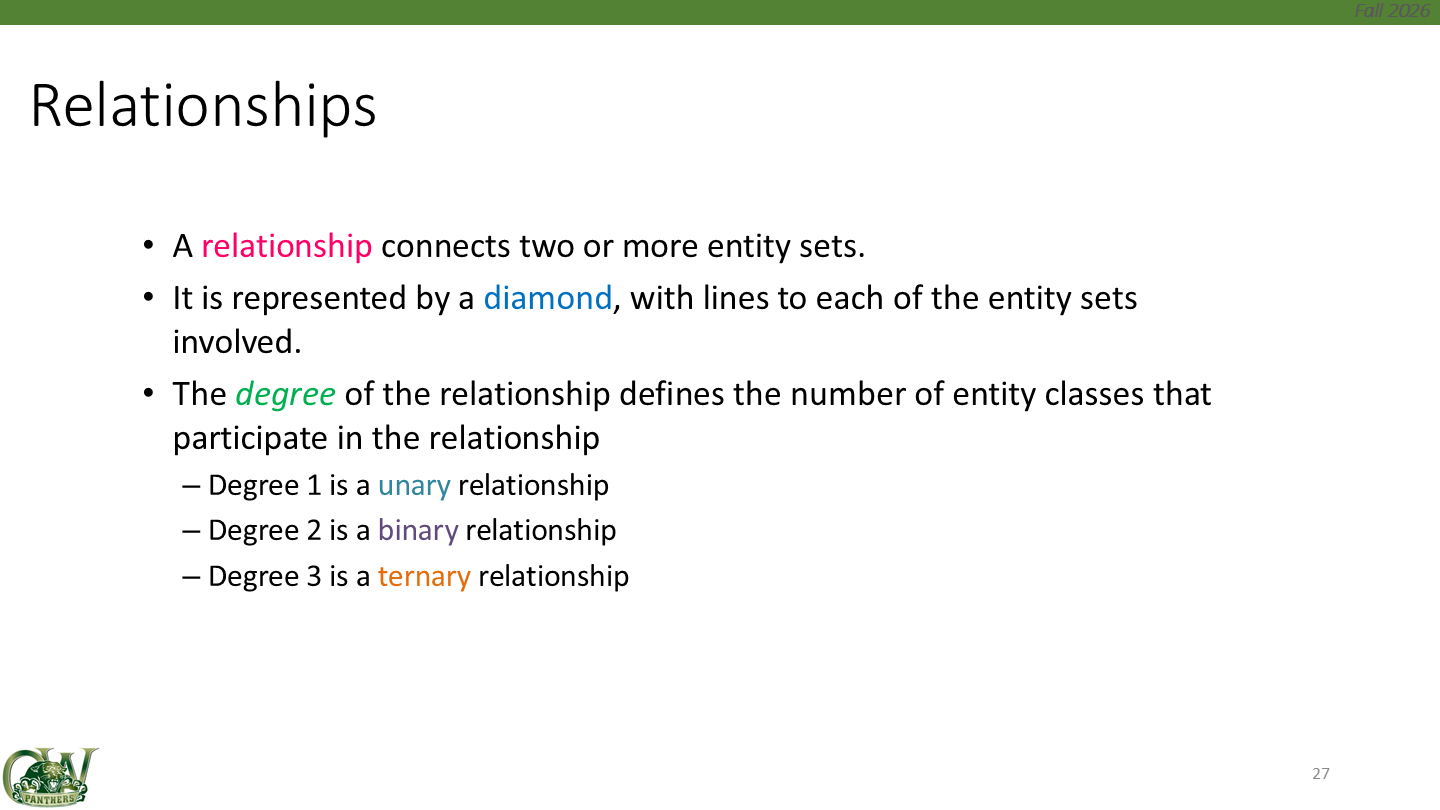 Fall 2026
Relationships
• A relationship connects two or more entity sets.
• It is represented by a diamond, with lines to each of the entity sets
involved.
• The degree of the relationship defines the number of entity classes that
participate in the relationship
– Degree 1 is a unary relationship
– Degree 2 is a binary relationship
– Degree 3 is a ternary relationship
OW
PANTHERS
27